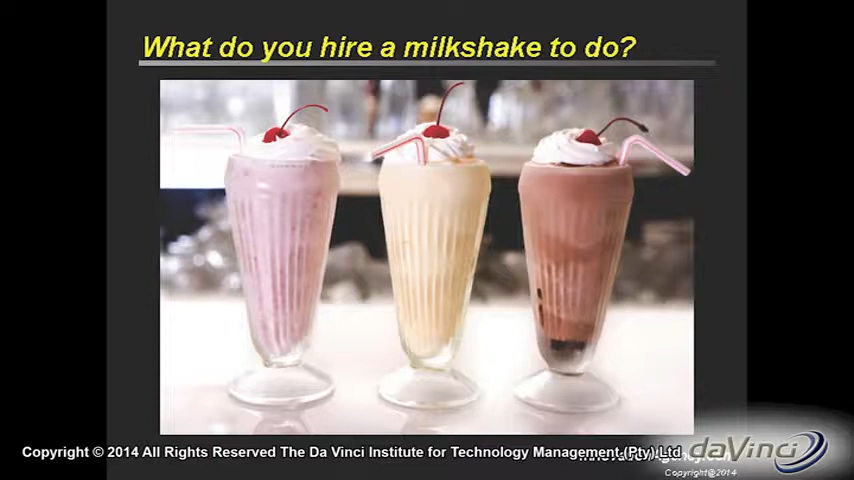 What do you hire a milkshake to do?
Copyright © 2014 All Rights Reserved The Da Vinci Institute for Technology Management (Pty) Ltd
daVinci
Copyright@2014